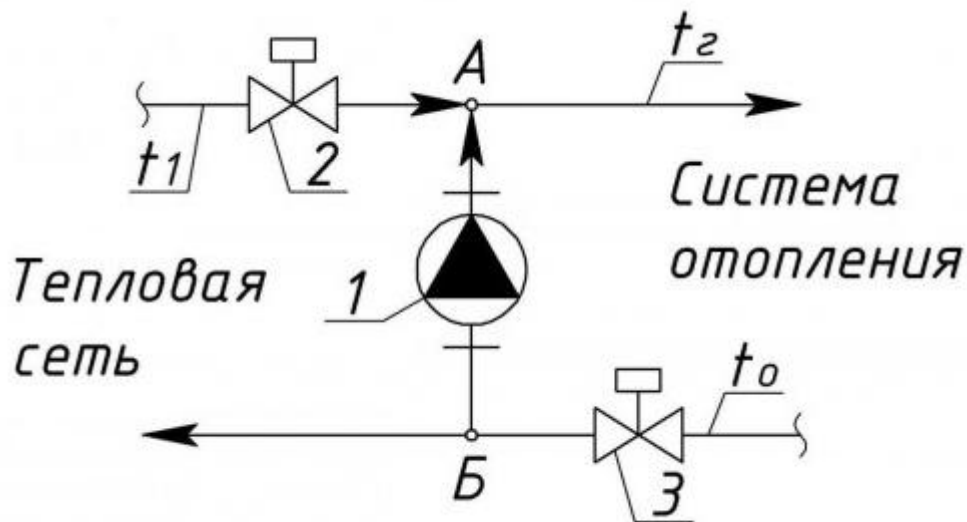 А
t₂
t1
2
Система
отопления
Тепловая
сеть
1
t₀
Б
3